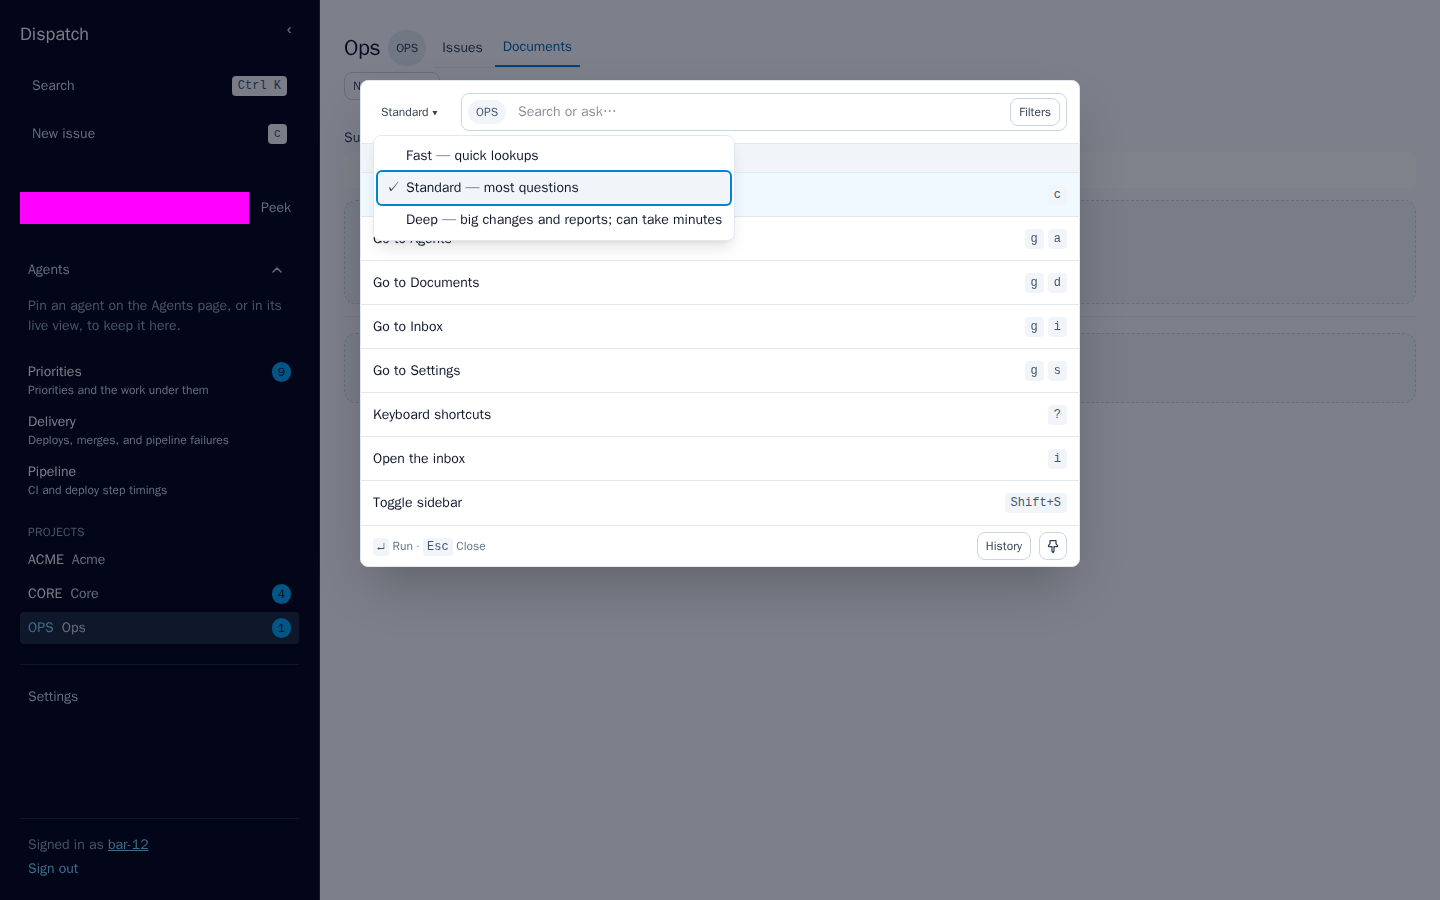 Dispatch
Search Ctrl K
New issue c
Peek
Agents
Pin an agent on the Agents page, or in its
live view, to keep it here.
Priorities 9
Priorities and the work under them
Delivery
Deploys, merges, and pipeline failures
Pipeline
CI and deploy step timings
PROJECTS
ACME Acme
CORE Core 4
OPS Ops 1
Settings
Signed in as bar-12
Sign out
Ops OPS Issues Documents
Standard ▾ OPS Search or ask… Filters
Fast — quick lookups
✓ Standard — most questions
Deep — big changes and reports; can take minutes
c
Go to Agents g a
Go to Documents g d
Go to Inbox g i
Go to Settings g s
Keyboard shortcuts ?
Open the inbox i
Toggle sidebar Shift+S
↵ Run · Esc Close History